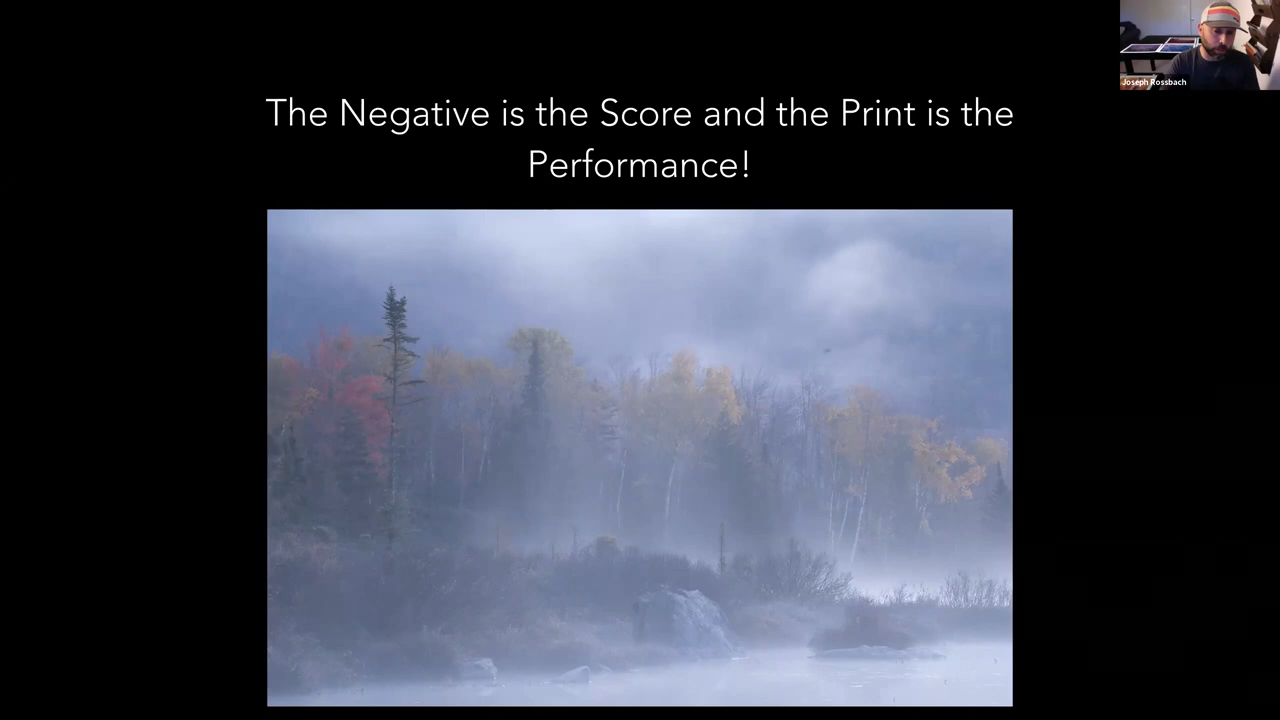 The Negative is the Score and the Print is the
Performance!
Joseph Rossbach